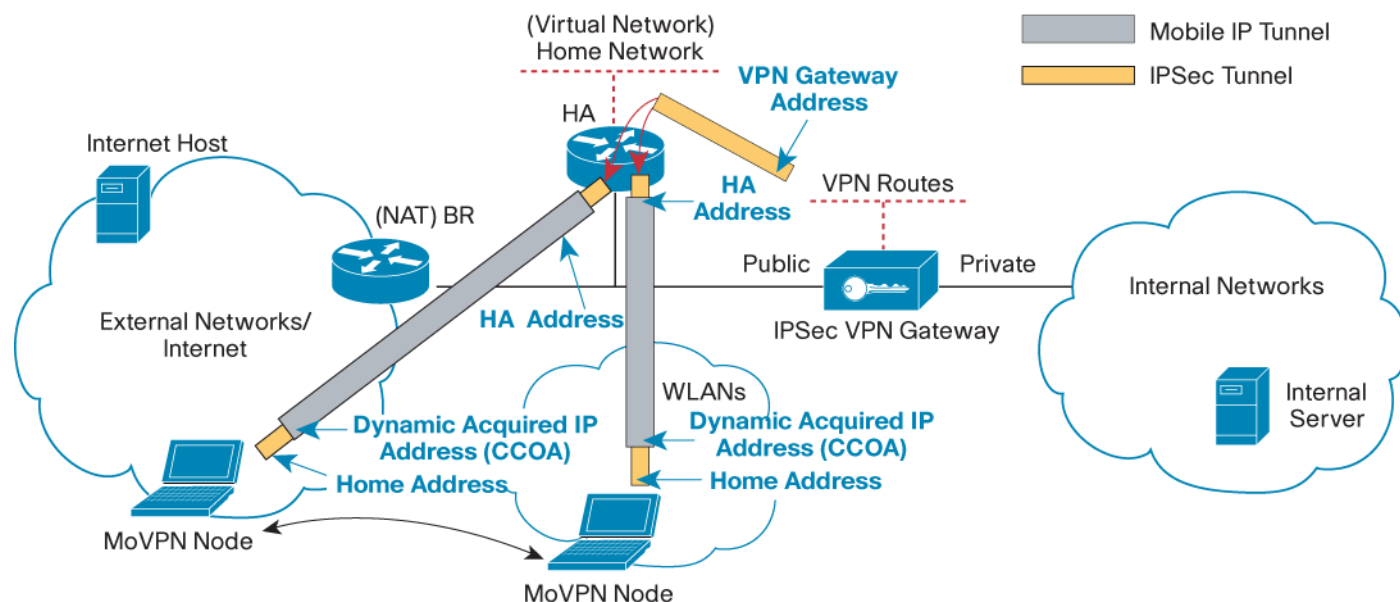 (Virtual Network)
Home Network
Mobile IP Tunnel
IPSec Tunnel
VPN Gateway
Address
HA
Internet Host
HA
Address
VPN Routes
(NAT) BR
Public
Private
Internal Networks
External Networks/
Internet
HA Address
IPSec VPN Gateway
WLANs
Internal
Server
Dynamic Acquired IP
Address (CCOA)
Home Address
Dynamic Acquired IP
Address (CCOA)
Home Address
MoVPN Node
MoVPN Node